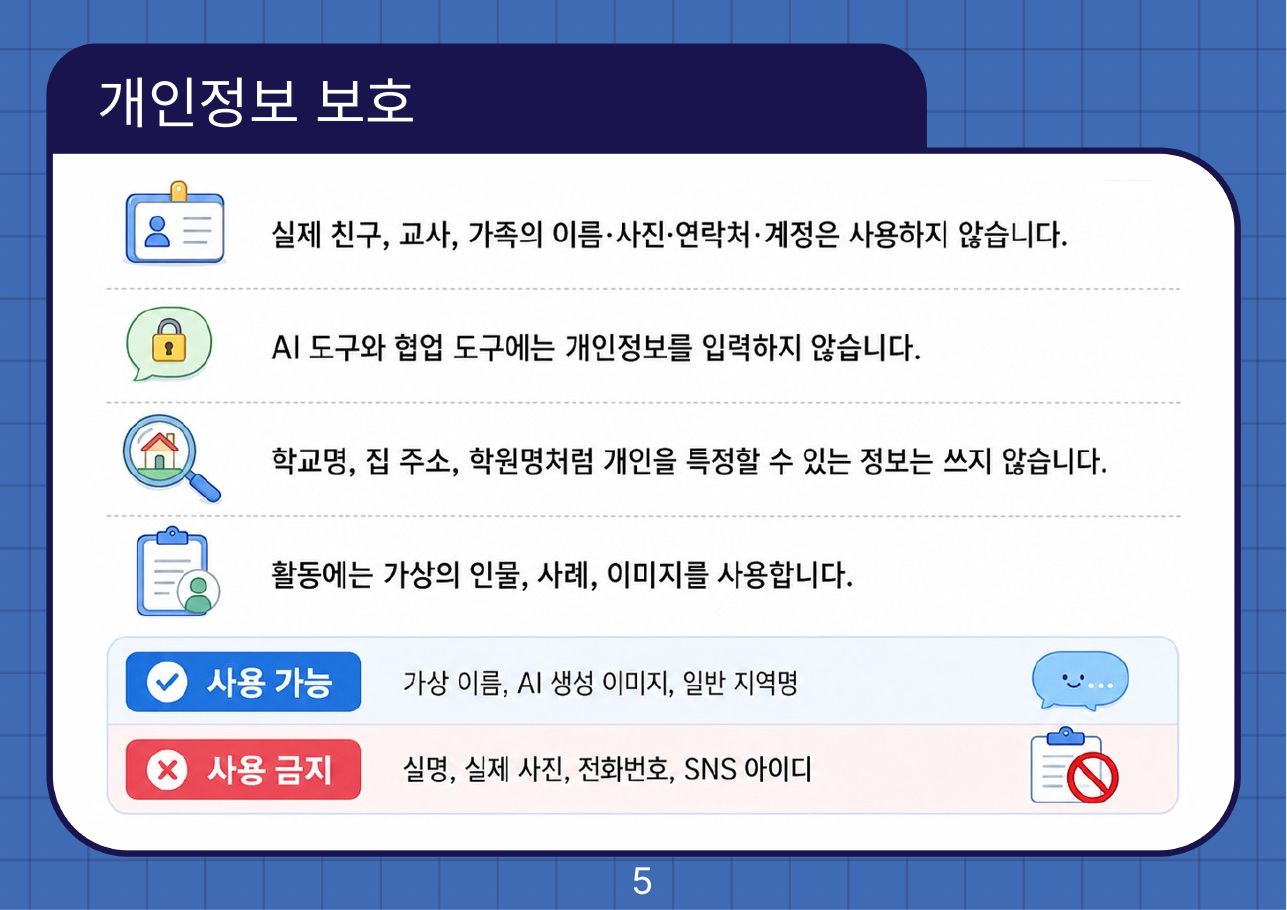 개인정보 보호
실제 친구, 교사, 가족의 이름·사진·연락처·계정은 사용하지 않습니다.
AI 도구와 협업 도구에는 개인정보를 입력하지 않습니다.
학교명, 집 주소, 학원명처럼 개인을 특정할 수 있는 정보는 쓰지 않습니다.
활동에는 가상의 인물, 사례, 이미지를 사용합니다.
사용 가능
가상 이름, AI 생성 이미지, 일반 지역명
사용 금지
실명, 실제 사진, 전화번호, SNS 아이디
5